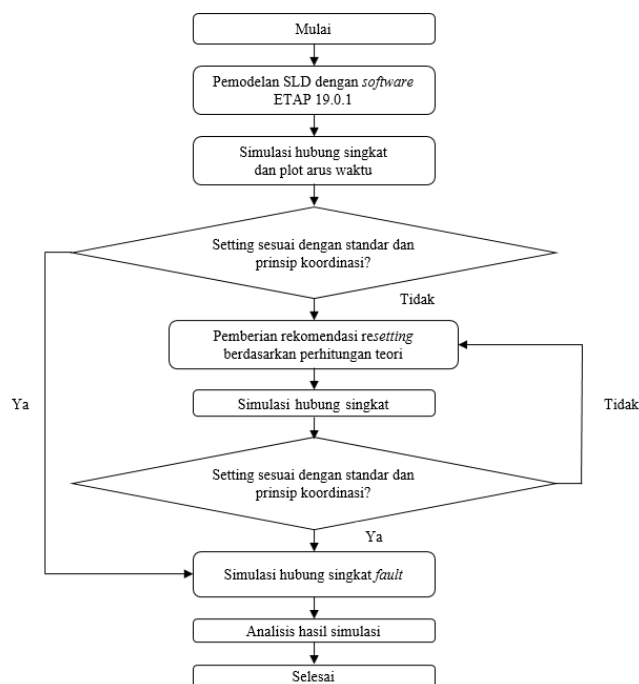 Mulai
Pemodelan SLD dengan software
ETAP 19.0.1
Simulasi hubung singkat
dan plot arus waktu
Setting sesuai dengan standar dan
prinsip koordinasi?
Tidak
Pemberian rekomendasi resetting
berdasarkan perhitungan teori
Ya
Simulasi hubung singkat
Tidak
Setting sesuai dengan standar dan
prinsip koordinasi?
Ya
Simulasi hubung singkat fault
Analisis hasil simulasi
Selesai